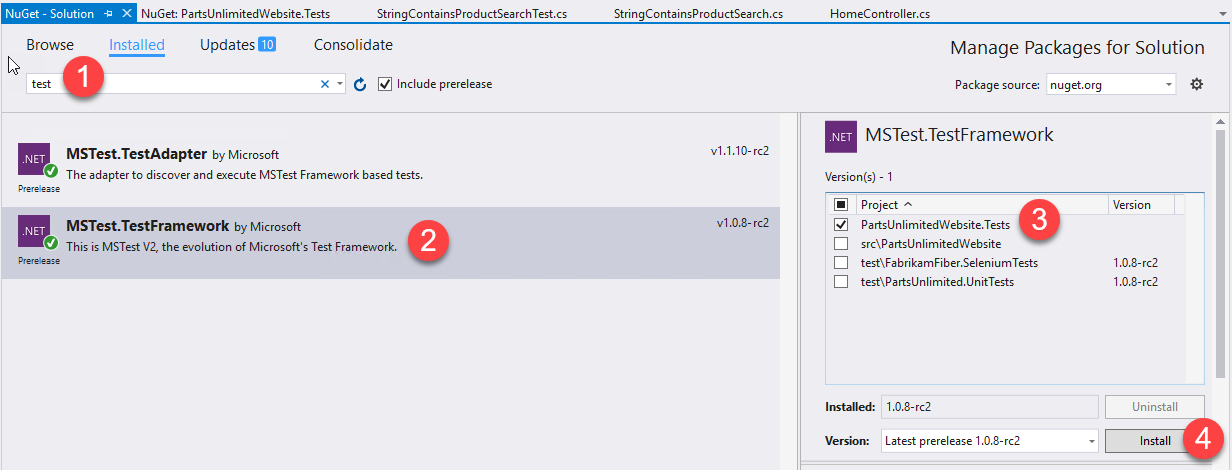 NuGet - Solution
NuGet: PartsUnlimitedWebsite.Tests
StringContainsProductSearchTest.cs
StringContainsProductSearch.cs
HomeController.cs
Browse
Installed
Updates 10
Consolidate
Manage Packages for Solution
test
1
Include prerelease
Package source: nuget.org
.NET
Prerelease
MSTest.TestAdapter by Microsoft
v1.1.10-rc2
The adapter to discover and execute MSTest Framework based tests.
.NET
Prerelease
MSTest.TestFramework by Microsoft
v1.0.8-rc2
This is MSTest V2, the evolution of Microsoft's Test Framework.
2
.NET
MSTest.TestFramework
Version(s) - 1
Project Version
PartsUnlimitedWebsite.Tests
3
src\PartsUnlimitedWebsite
test\FabrikamFiber.SeleniumTests 1.0.8-rc2
test\PartsUnlimited.UnitTests 1.0.8-rc2
Installed: 1.0.8-rc2 Uninstall
Version: Latest prerelease 1.0.8-rc2 Install
4